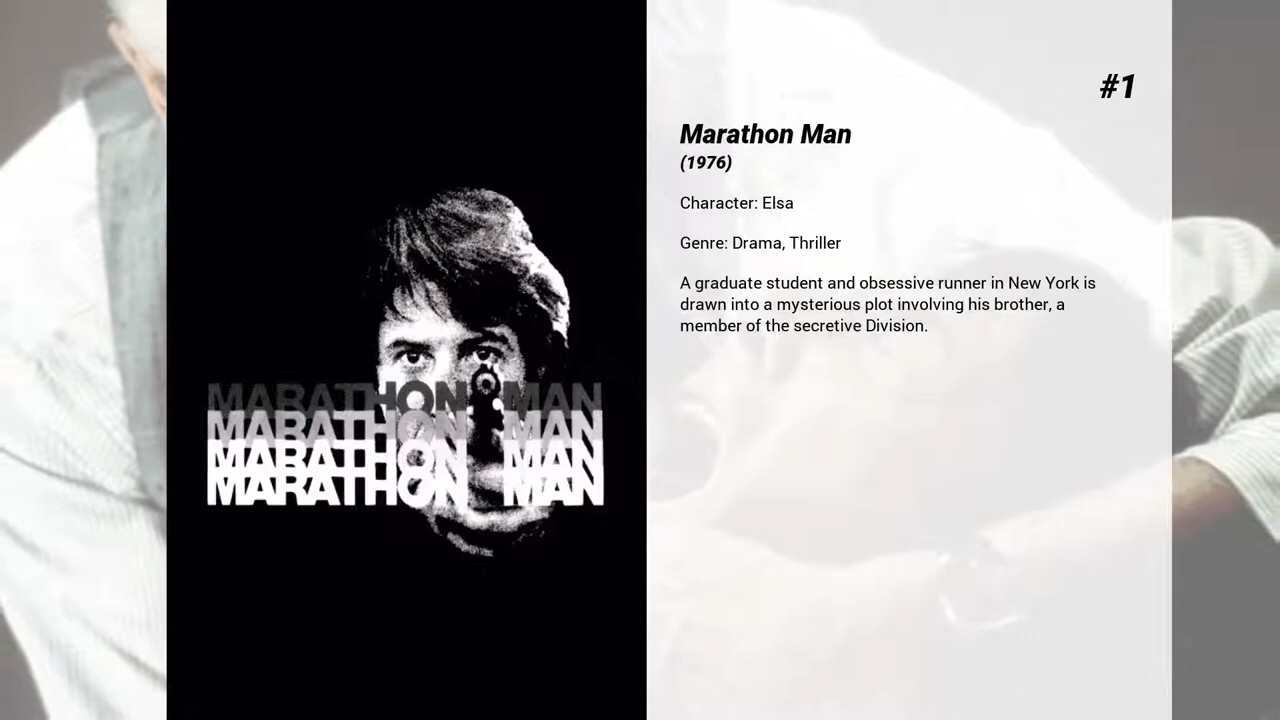 MARATHON MAN
MARATHON MAN
MARATHON MAN
MARATHON MAN
#1
Marathon Man
(1976)
Character: Elsa
Genre: Drama, Thriller
A graduate student and obsessive runner in New York is
drawn into a mysterious plot involving his brother, a
member of the secretive Division.